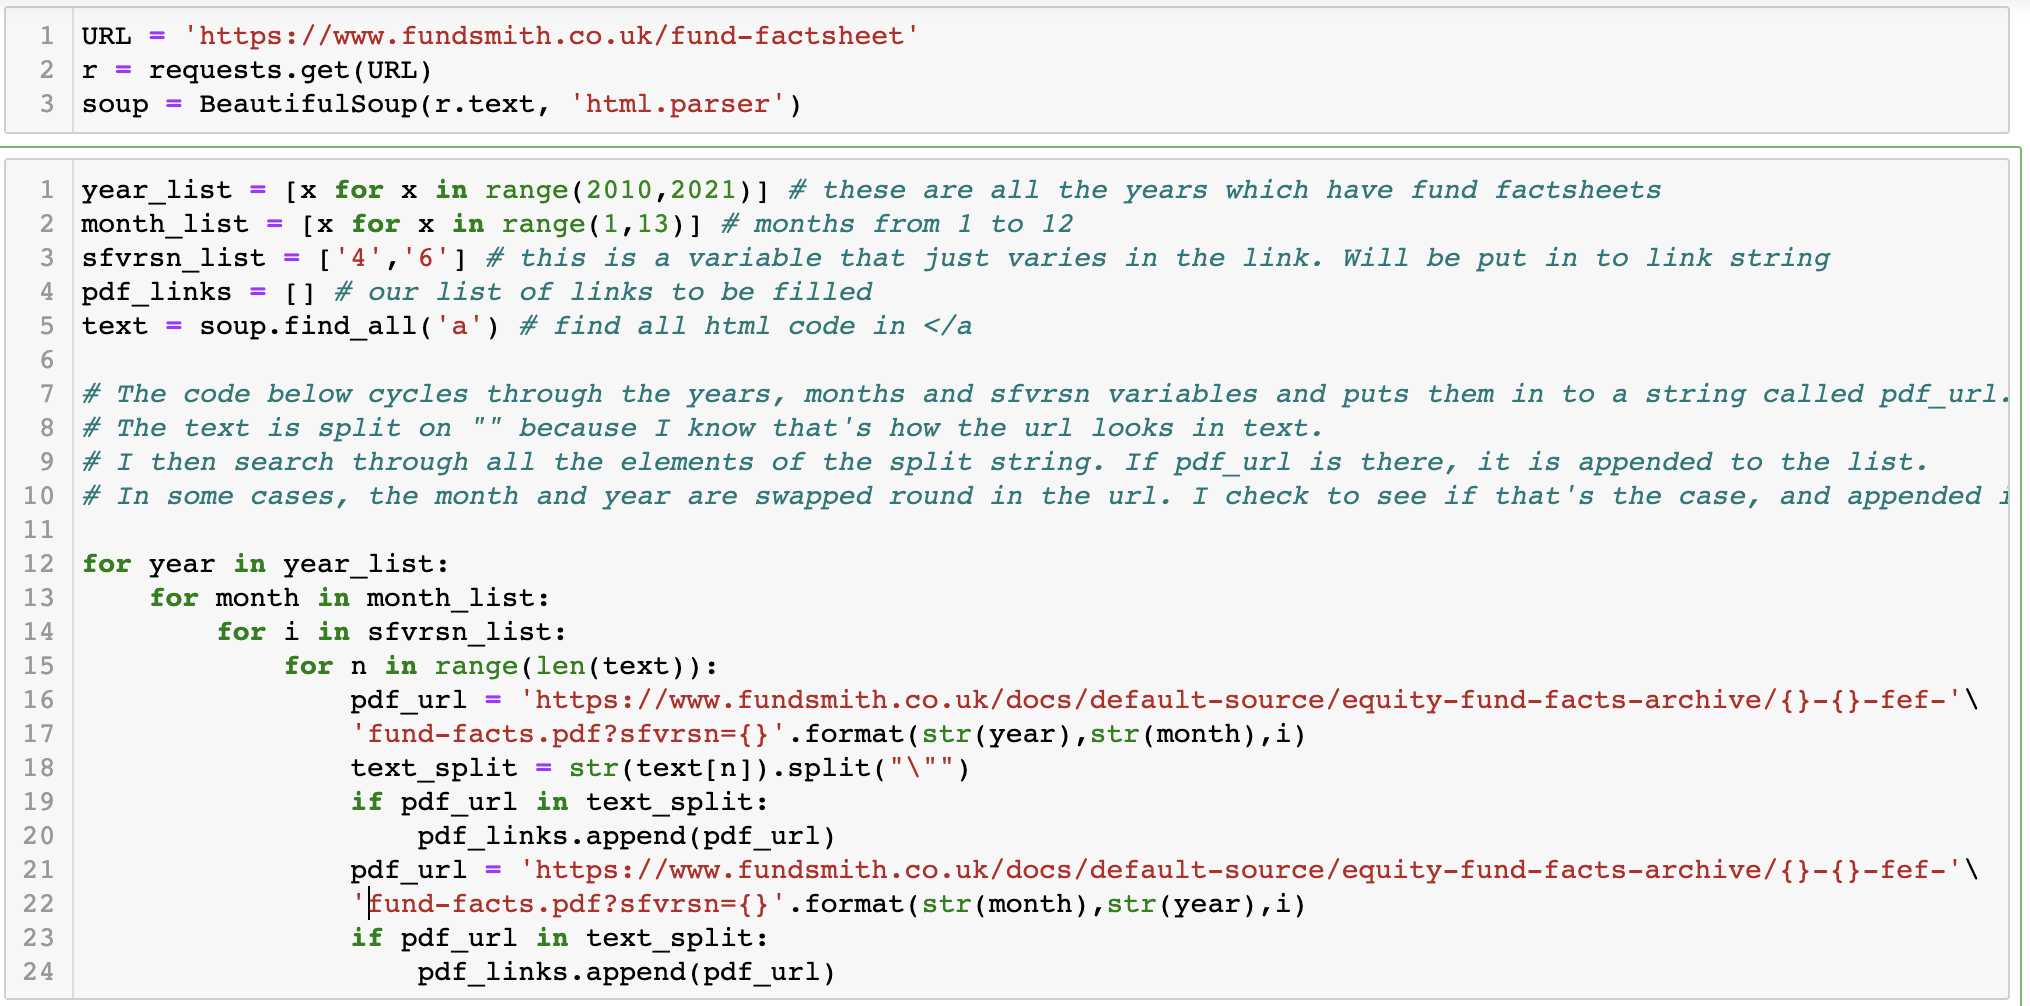 1 URL = 'https://www.fundsmith.co.uk/fund-factsheet'
2 r = requests.get(URL)
3 soup = BeautifulSoup(r.text, 'html.parser')
1 year_list = [x for x in range(2010,2021)] # these are all the years which have fund factsheets
2 month_list = [x for x in range(1,13)] # months from 1 to 12
3 sfvrsn_list = ['4','6'] # this is a variable that just varies in the link. Will be put in to link string
4 pdf_links = [] # our list of links to be filled
5 text = soup.find_all('a') # find all html code in </a
6
7 # The code below cycles through the years, months and sfvrsn variables and puts them in to a string called pdf_url.
8 # The text is split on "" because I know that's how the url looks in text.
9 # I then search through all the elements of the split string. If pdf_url is there, it is appended to the list.
10 # In some cases, the month and year are swapped round in the url. I check to see if that's the case, and appended
11
12 for year in year_list:
13     for month in month_list:
14         for i in sfvrsn_list:
15             for n in range(len(text)):
16                 pdf_url = 'https://www.fundsmith.co.uk/docs/default-source/equity-fund-facts-archive/{}-{}-fef-'\
17                 'fund-facts.pdf?sfvrsn={}'.format(str(year),str(month),i)
18                 text_split = str(text[n]).split("\"")
19                 if pdf_url in text_split:
20                     pdf_links.append(pdf_url)
21                 pdf_url = 'https://www.fundsmith.co.uk/docs/default-source/equity-fund-facts-archive/{}-{}-fef-'\
22                 'fund-facts.pdf?sfvrsn={}'.format(str(month),str(year),i)
23                 if pdf_url in text_split:
24                     pdf_links.append(pdf_url)